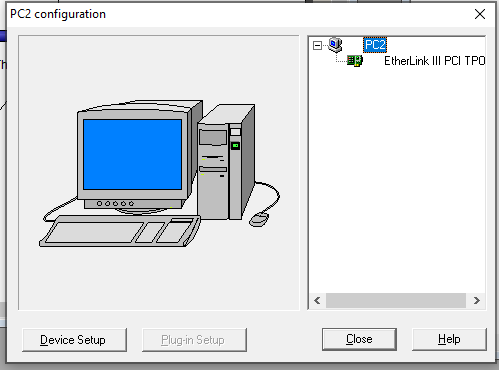 PC2 configuration
PC2
EtherLink III PCI TPO
Device Setup
Plug-in Setup
Close
Help